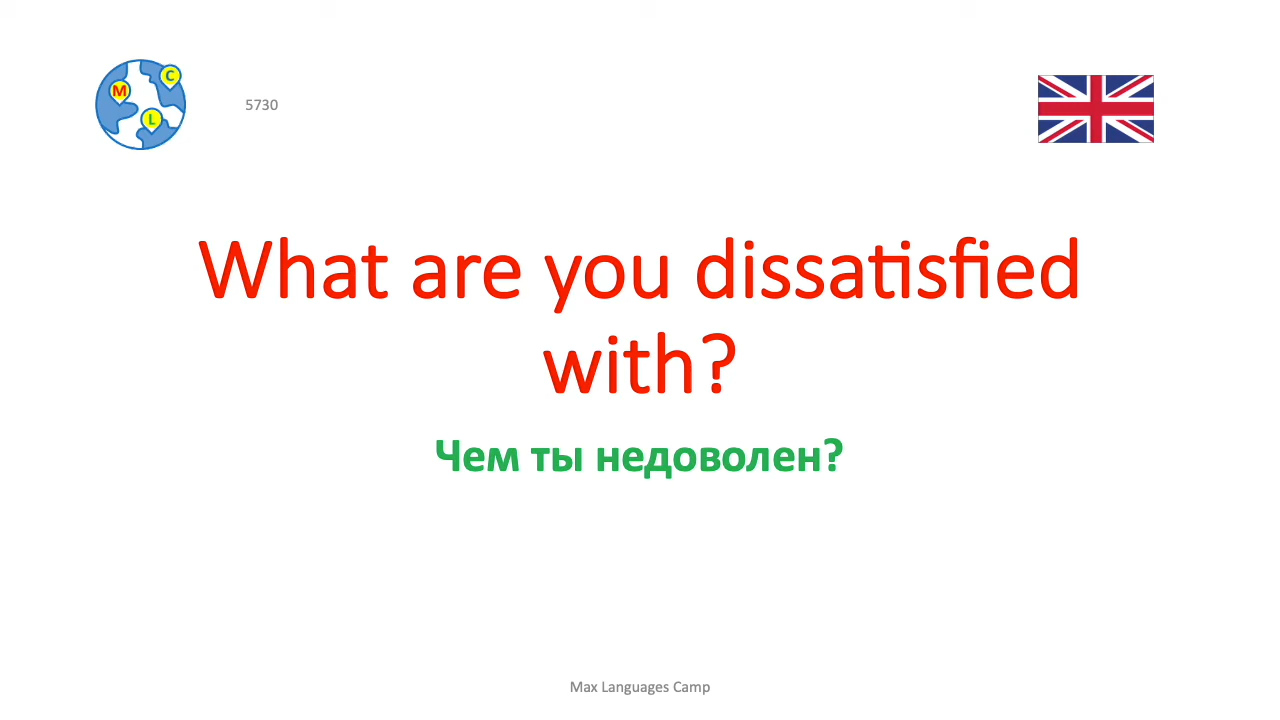 M
C
L
5730
What are you dissatisfied
with?
Чем ты недоволен?
Max Languages Camp